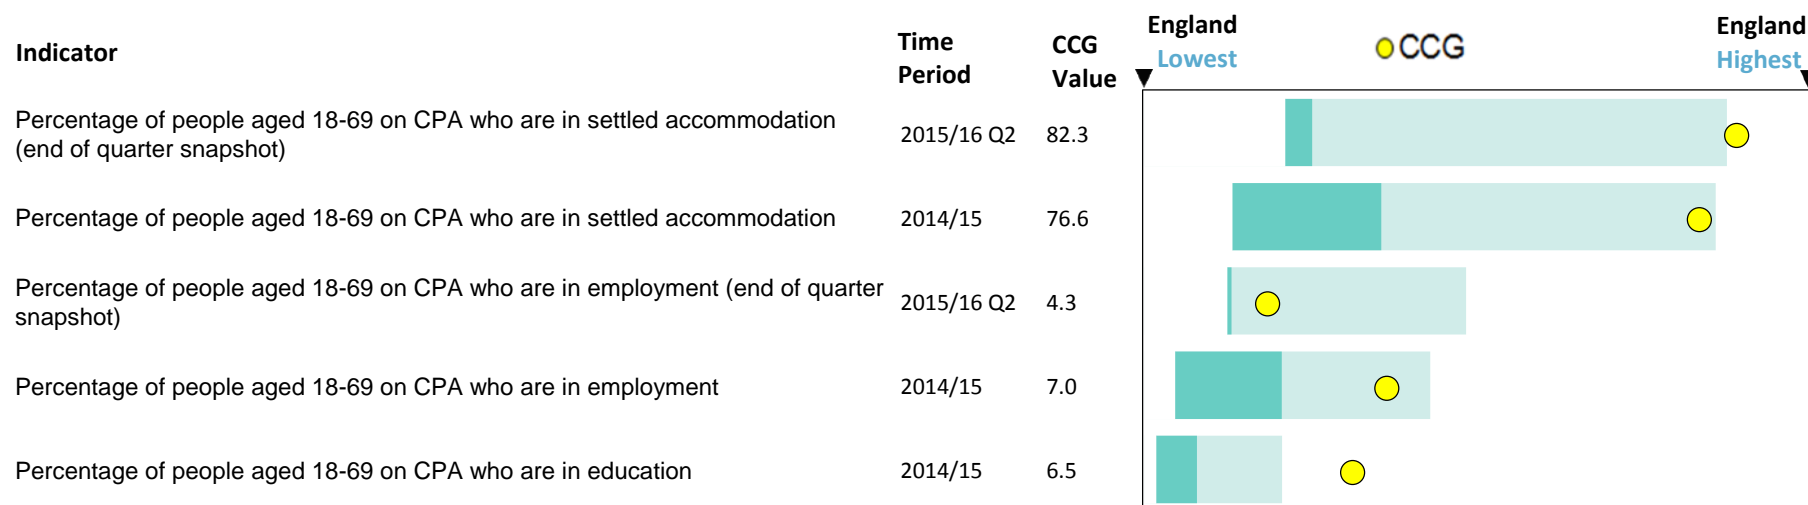 Indicator
Time Period
CCG Value
England Lowest
CCG
England Highest
Percentage of people aged 18-69 on CPA who are in settled accommodation
(end of quarter snapshot)
2015/16 Q2
82.3
Percentage of people aged 18-69 on CPA who are in settled accommodation
2014/15
76.6
Percentage of people aged 18-69 on CPA who are in employment (end of quarter
snapshot)
2015/16 Q2
4.3
Percentage of people aged 18-69 on CPA who are in employment
2014/15
7.0
Percentage of people aged 18-69 on CPA who are in education
2014/15
6.5